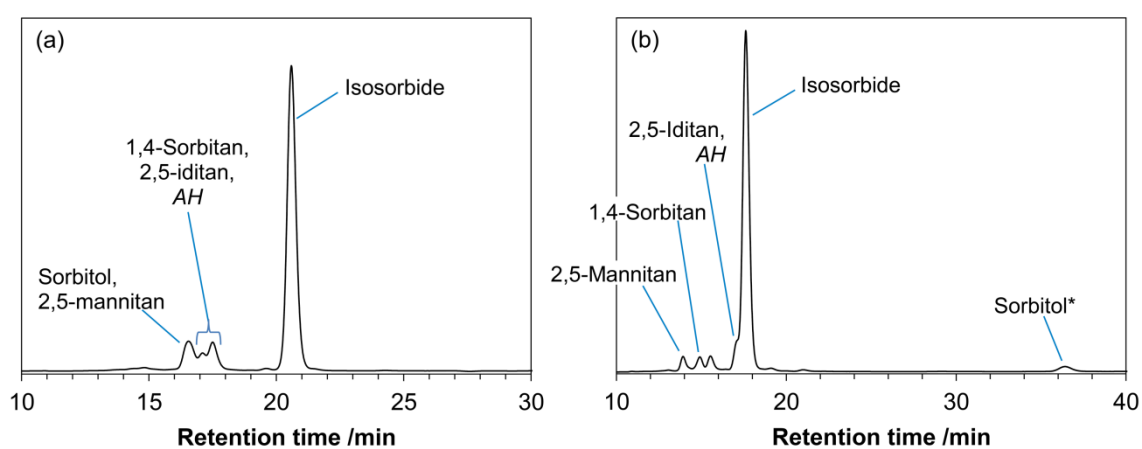 (a)
Isosorbide
1,4-Sorbitan,
2,5-iditan,
AH
Sorbitol,
2,5-mannitan
10 15 20 25 30
Retention time /min
(b)
Isosorbide
2,5-Iditan,
AH
1,4-Sorbitan
2,5-Mannitan
Sorbitol*
10 20 30 40
Retention time /min